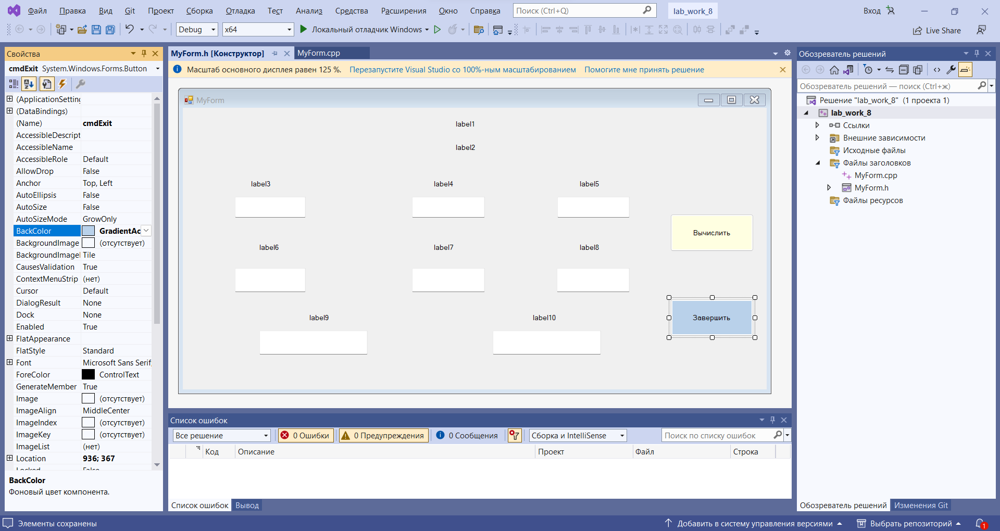 Файл Правка Вид Git Проект Сборка Отладка Тест Анализ Средства Расширения Окно Справка Поиск (Ctrl+Q) lab_work_8 Вход
Debug x64 Локальный отладчик Windows Live Share
Свойства
cmdExit System.Windows.Forms.Button
(ApplicationSetting
(DataBindings)
(Name) cmdExit
AccessibleDescript
AccessibleName
AccessibleRole Default
AllowDrop False
Anchor Top, Left
AutoEllipsis False
AutoSize False
AutoSizeMode GrowOnly
BackColor GradientAc
BackgroundImage (отсутствует)
BackgroundImageL Tile
CausesValidation True
ContextMenuStrip (нет)
Cursor Default
DialogResult None
Dock None
Enabled True
FlatAppearance
FlatStyle Standard
Font Microsoft Sans Serif,
ForeColor ControlText
GenerateMember True
Image (отсутствует)
ImageAlign MiddleCenter
ImageIndex (отсутствует)
ImageKey (отсутствует)
ImageList (нет)
Location 936; 367
Locked False
BackColor
Фоновый цвет компонента.
MyForm.h [Конструктор] MyForm.cpp
Масштаб основного дисплея равен 125 %. Перезапустите Visual Studio со 100%-ным масштабированием Помогите мне принять решение
MyForm
label1
label2
label3 label4 label5
Вычислить
label6 label7 label8
label9 label10 Завершить
Список ошибок
Все решение 0 Ошибки 0 Предупреждения 0 Сообщения Сборка и IntelliSense Поиск по списку ошибок
Код Описание Проект Файл Строка
Список ошибок Вывод
Обозреватель решений
Обозреватель решений — поиск (Ctrl+ж)
Решение "lab_work_8" (1 проекта 1)
lab_work_8
Ссылки
Внешние зависимости
Исходные файлы
Файлы заголовков
MyForm.cpp
MyForm.h
Файлы ресурсов
Обозреватель решений Изменения Git
Элементы сохранены Добавить в систему управления версиями Выбрать репозиторий 1